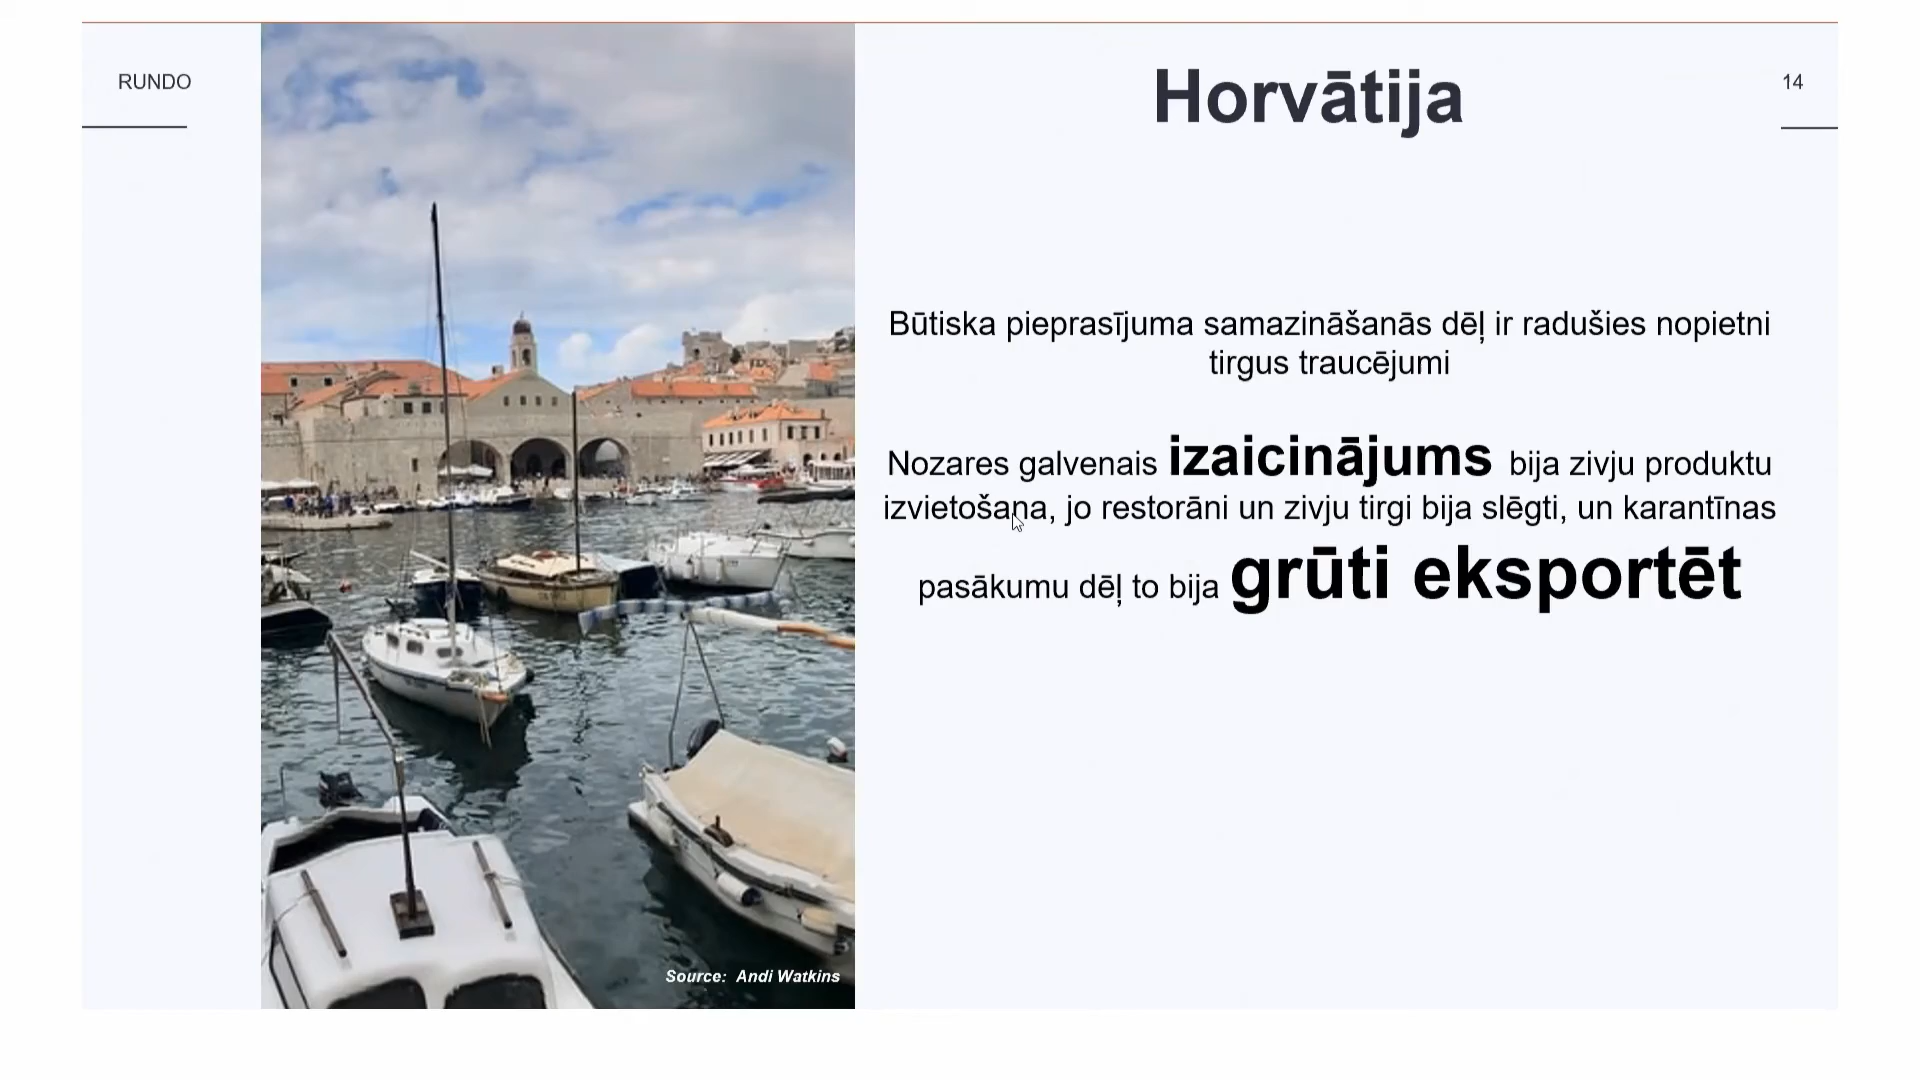 RUNDO
Horvātija
14
Būtiska pieprasījuma samazināšanās dēļ ir radušies nopietni
tirgus traucējumi
Nozares galvenais izaicinājums bija zivju produktu
izvietošana, jo restorāni un zivju tirgi bija slēgti, un karantīnas
pasākumu dēļ to bija grūti eksportēt
Source: Andi Watkins